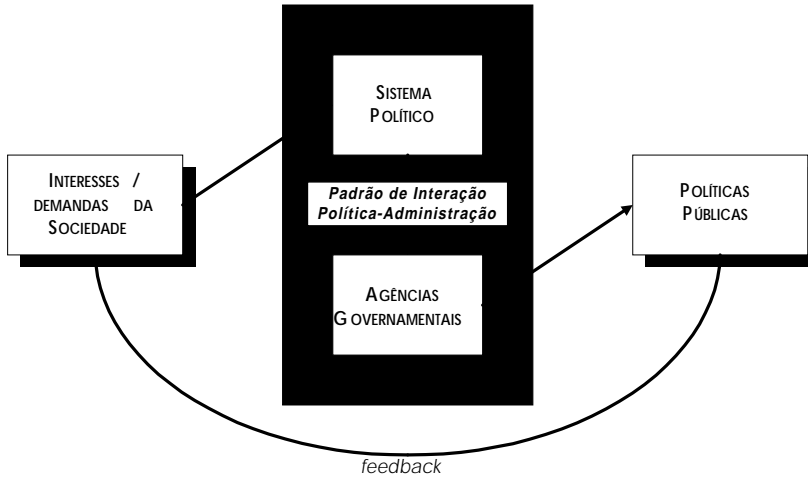 SISTEMA
POLÍTICO
INTERESSES /
DEMANDAS DA
SOCIEDADE
Padrão de Interação
Política-Administração
POLÍTICAS
PÚBLICAS
AGÊNCIAS
GOVERNAMENTAIS
feedback